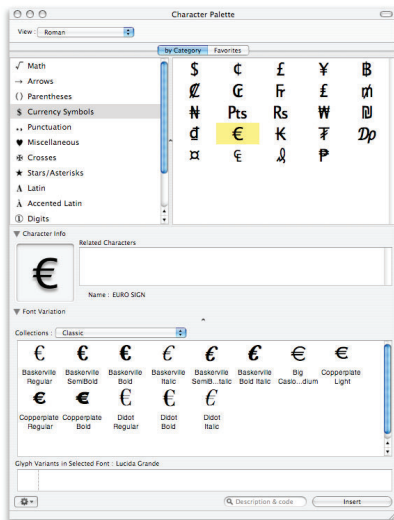 Character Palette
View : Roman
by Category Favorites
√ Math
→ Arrows
() Parentheses
$ Currency Symbols
., Punctuation
♥ Miscellaneous
✠ Crosses
★ Stars/Asterisks
A Latin
À Accented Latin
① Digits
$ ¢ £ ¥ ฿
₡ ₢ ₣ ₤ ₥
₦ Pts Rs ₩ ₪
₫ € ₭ ₮ Dρ
¤ ₠ ₰ ₱
▼ Character Info
Related Characters
€
Name : EURO SIGN
▼ Font Variation
Collections : Classic
€ € € € € € € €
Baskerville Regular
Baskerville SemiBold
Baskerville Bold
Baskerville Italic
Baskerville SemiB...talic
Baskerville Bold Italic
Big Caslo...dium
Copperplate Light
€ € € € €
Copperplate Regular
Copperplate Bold
Didot Regular
Didot Bold
Didot Italic
Glyph Variants in Selected Font : Lucida Grande
Description & code
Insert